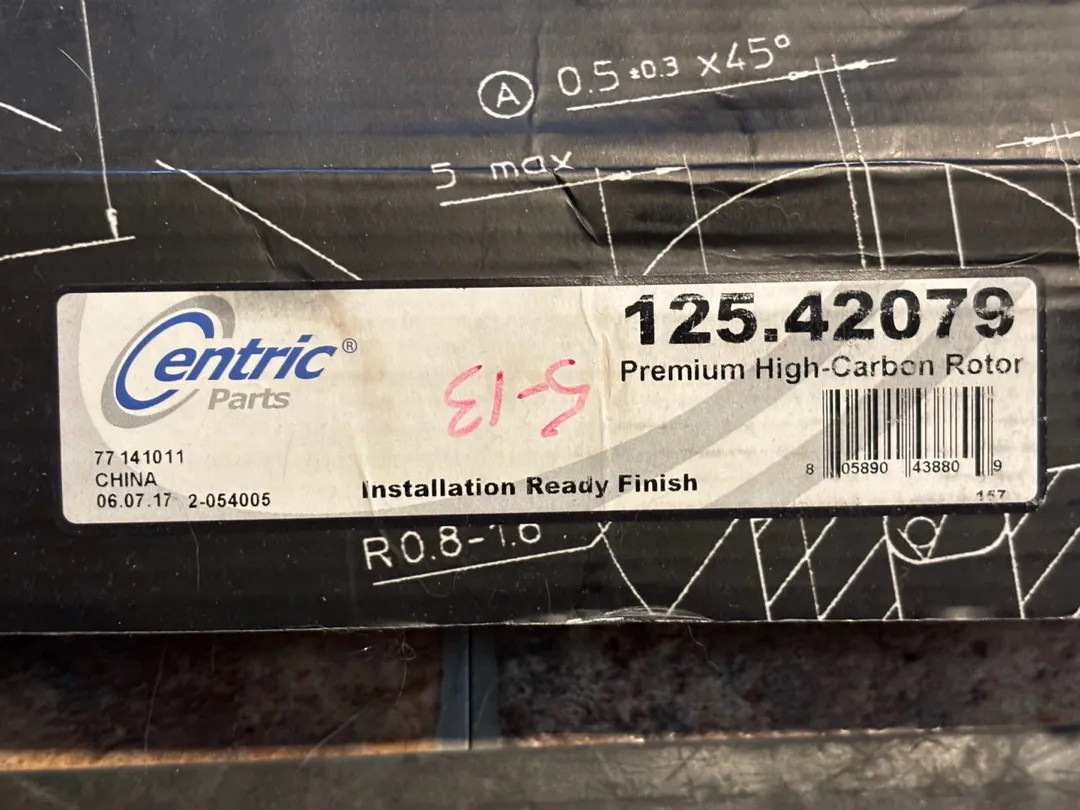 A 0.5 ±0.3 x45°
5 max
Centric®
Parts
125.42079
Premium High-Carbon Rotor
5-13
77 141011
CHINA
06.07.17 2-054005
Installation Ready Finish
8 05890 43880 9
157
R0.8-1.6